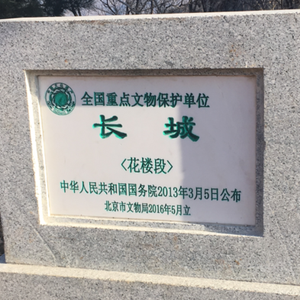 全国重点文物保护单位
长城
〈花楼段〉
中华人民共和国国务院2013年3月5日公布
北京市文物局2016年5月立